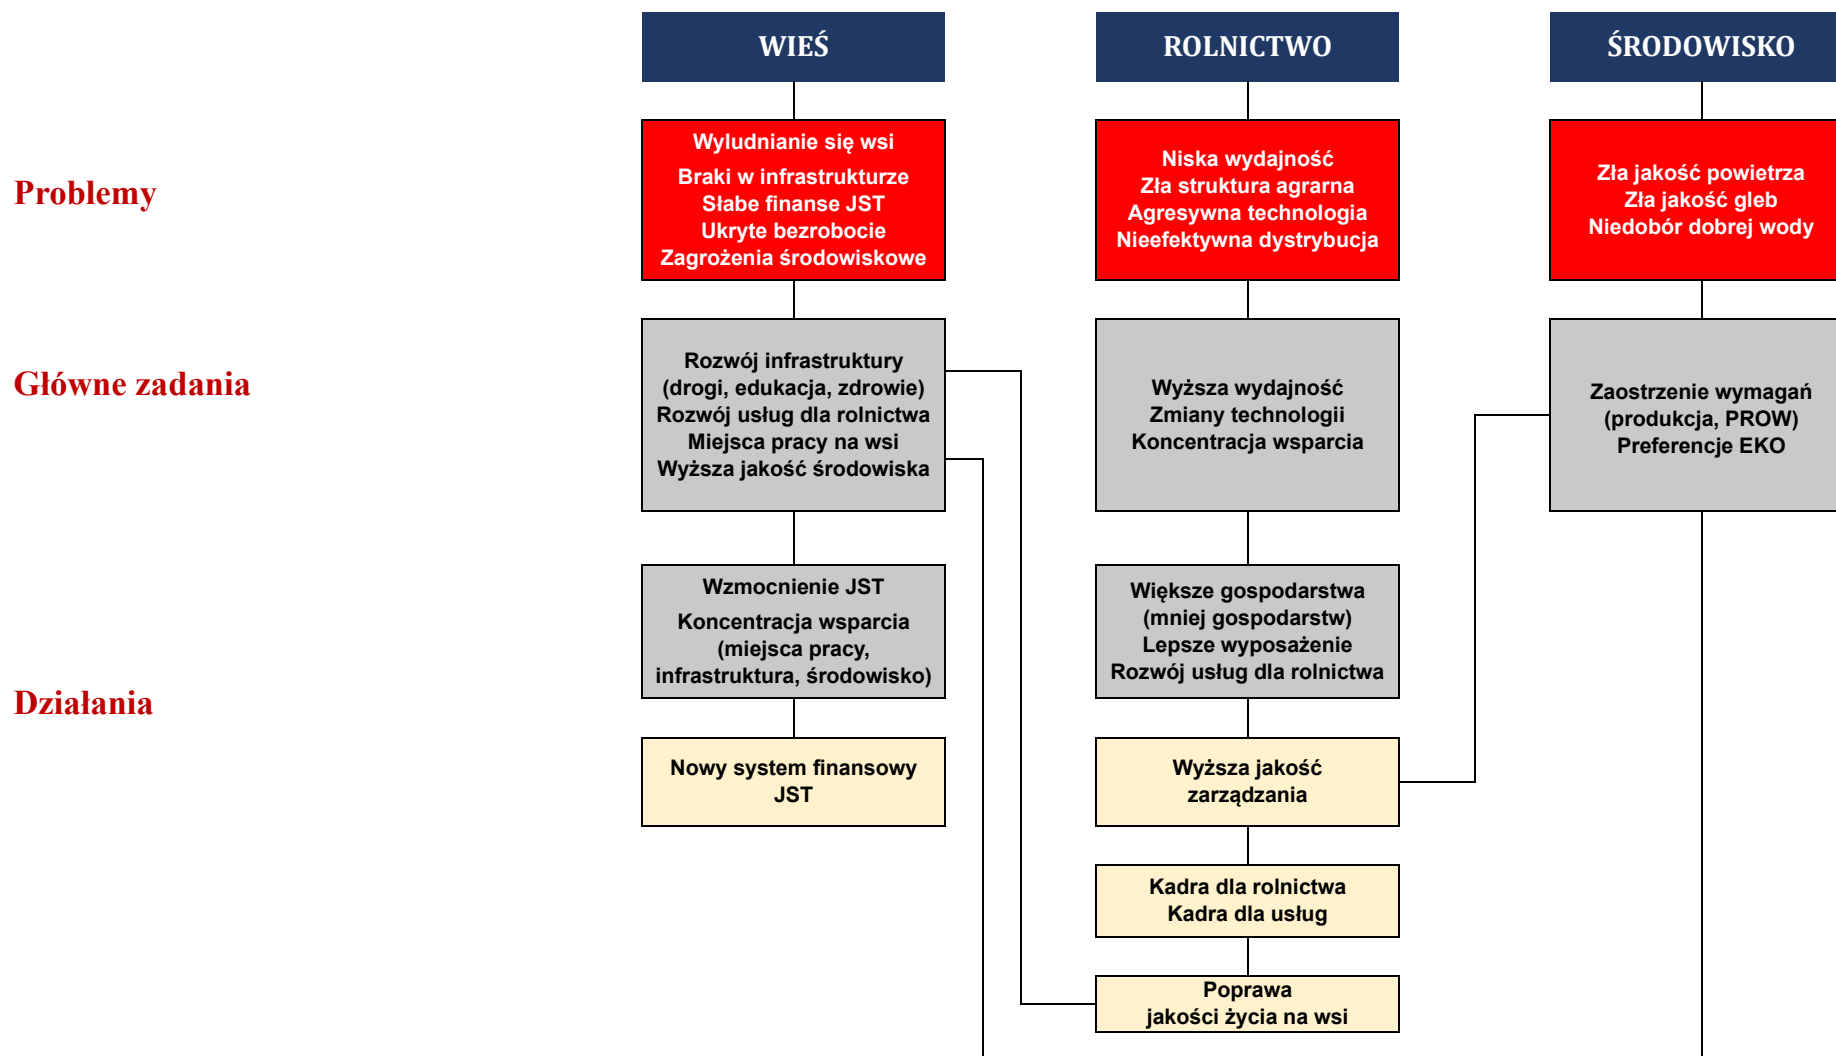 WIEŚ
ROLNICTWO
ŚRODOWISKO
Problemy
Wyludnianie się wsi
Braki w infrastrukturze
Słabe finanse JST
Ukryte bezrobocie
Zagrożenia środowiskowe
Niska wydajność
Zła struktura agrarna
Agresywna technologia
Nieefektywna dystrybucja
Zła jakość powietrza
Zła jakość gleb
Niedobór dobrej wody
Główne zadania
Rozwój infrastruktury
(drogi, edukacja, zdrowie)
Rozwój usług dla rolnictwa
Miejsca pracy na wsi
Wyższa jakość środowiska
Wyższa wydajność
Zmiany technologii
Koncentracja wsparcia
Zaostrzenie wymagań
(produkcja, PROW)
Preferencje EKO
Działania
Wzmocnienie JST
Koncentracja wsparcia
(miejsca pracy,
infrastruktura, środowisko)
Większe gospodarstwa
(mniej gospodarstw)
Lepsze wyposażenie
Rozwój usług dla rolnictwa
Nowy system finansowy
JST
Wyższa jakość
zarządzania
Kadra dla rolnictwa
Kadra dla usług
Poprawa
jakości życia na wsi